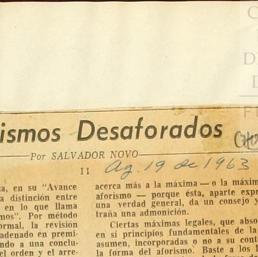 ismos Desaforados
Por SALVADOR NOVO
11 Ag. 19 de 1963
a, en su "Avance
a distinción entre
en lo que llama
mos". Por método
ormal, la revisión
adenado en premi-
ando a una conclu-
el orden y el arre-
acerca más a la máxima — o la máxim
aforismo — porque ésta, aparte expr
una verdad general, da un consejo y
traña una admonición.
Ciertas máximas legales, que abso
en sí principios fundamentales de la
asumen, incorporadas o no a su cont
la forma del aforismo. Baste a los l